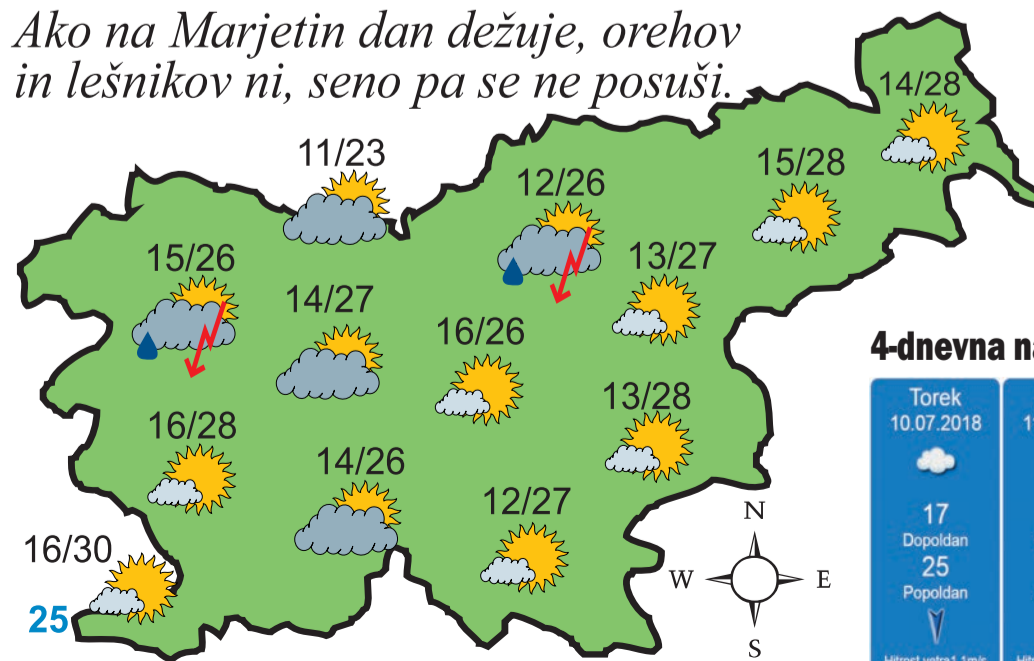 Ako na Marjetin dan dežuje, orehov
in lešnikov ni, seno pa se ne posuši.
14/28
11/23
15/28
12/26
15/26
13/27
14/27
16/26
13/28
16/28
14/26
12/27
16/30
25
N
W
E
S
4-dnevna
Torek
10.07.2018
17
Dopoldan
25
Popoldan